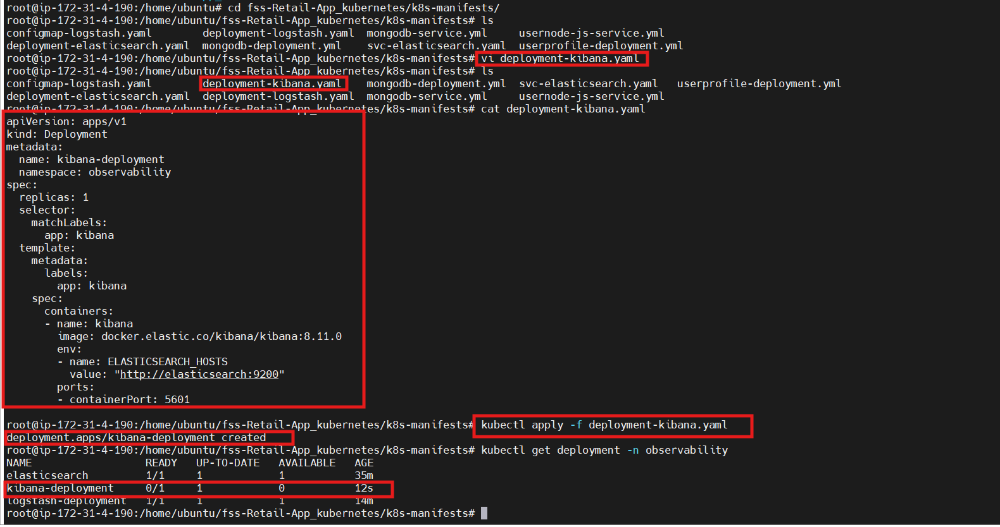 root@ip-172-31-4-190:/home/ubuntu# cd fss-Retail-App_kubernetes/k8s-manifests/
root@ip-172-31-4-190:/home/ubuntu/fss-Retail-App_kubernetes/k8s-manifests# ls
configmap-logstash.yaml        deployment-logstash.yaml  mongodb-service.yml     usernode-js-service.yml
deployment-elasticsearch.yaml  mongodb-deployment.yml    svc-elasticsearch.yaml  userprofile-deployment.yml
root@ip-172-31-4-190:/home/ubuntu/fss-Retail-App_kubernetes/k8s-manifests# vi deployment-kibana.yaml
root@ip-172-31-4-190:/home/ubuntu/fss-Retail-App_kubernetes/k8s-manifests# ls
configmap-logstash.yaml        deployment-kibana.yaml    mongodb-deployment.yml  svc-elasticsearch.yaml   userprofile-deployment.yml
deployment-elasticsearch.yaml  deployment-logstash.yaml  mongodb-service.yml     usernode-js-service.yml
root@ip-172-31-4-190:/home/ubuntu/fss-Retail-App_kubernetes/k8s-manifests# cat deployment-kibana.yaml
apiVersion: apps/v1
kind: Deployment
metadata:
  name: kibana-deployment
  namespace: observability
spec:
  replicas: 1
  selector:
    matchLabels:
      app: kibana
  template:
    metadata:
      labels:
        app: kibana
    spec:
      containers:
      - name: kibana
        image: docker.elastic.co/kibana/kibana:8.11.0
        env:
        - name: ELASTICSEARCH_HOSTS
          value: "http://elasticsearch:9200"
        ports:
        - containerPort: 5601
root@ip-172-31-4-190:/home/ubuntu/fss-Retail-App_kubernetes/k8s-manifests# kubectl apply -f deployment-kibana.yaml
deployment.apps/kibana-deployment created
root@ip-172-31-4-190:/home/ubuntu/fss-Retail-App_kubernetes/k8s-manifests# kubectl get deployment -n observability
NAME                  READY   UP-TO-DATE   AVAILABLE   AGE
elasticsearch         1/1     1            1           35m
kibana-deployment     0/1     1            0           12s
logstash-deployment   1/1     1            1           14m
root@ip-172-31-4-190:/home/ubuntu/fss-Retail-App_kubernetes/k8s-manifests#